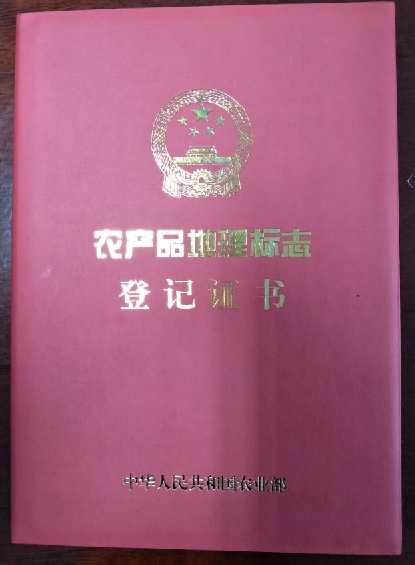 农产品地理标志
登记证书
中华人民共和国农业部